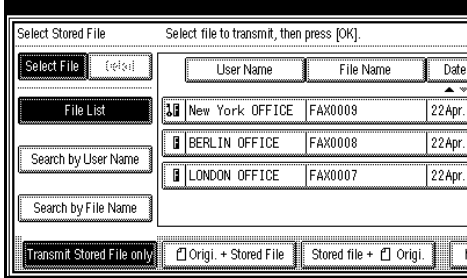 Select Stored File
Select file to transmit, then press [OK].
Select File
User Name
File Name
Date
File List
New York OFFICE FAX0009 22Apr.
Search by User Name
BERLIN OFFICE FAX0008 22Apr.
LONDON OFFICE FAX0007 22Apr.
Search by File Name
Transmit Stored File only
Origi. + Stored File
Stored file + Origi.